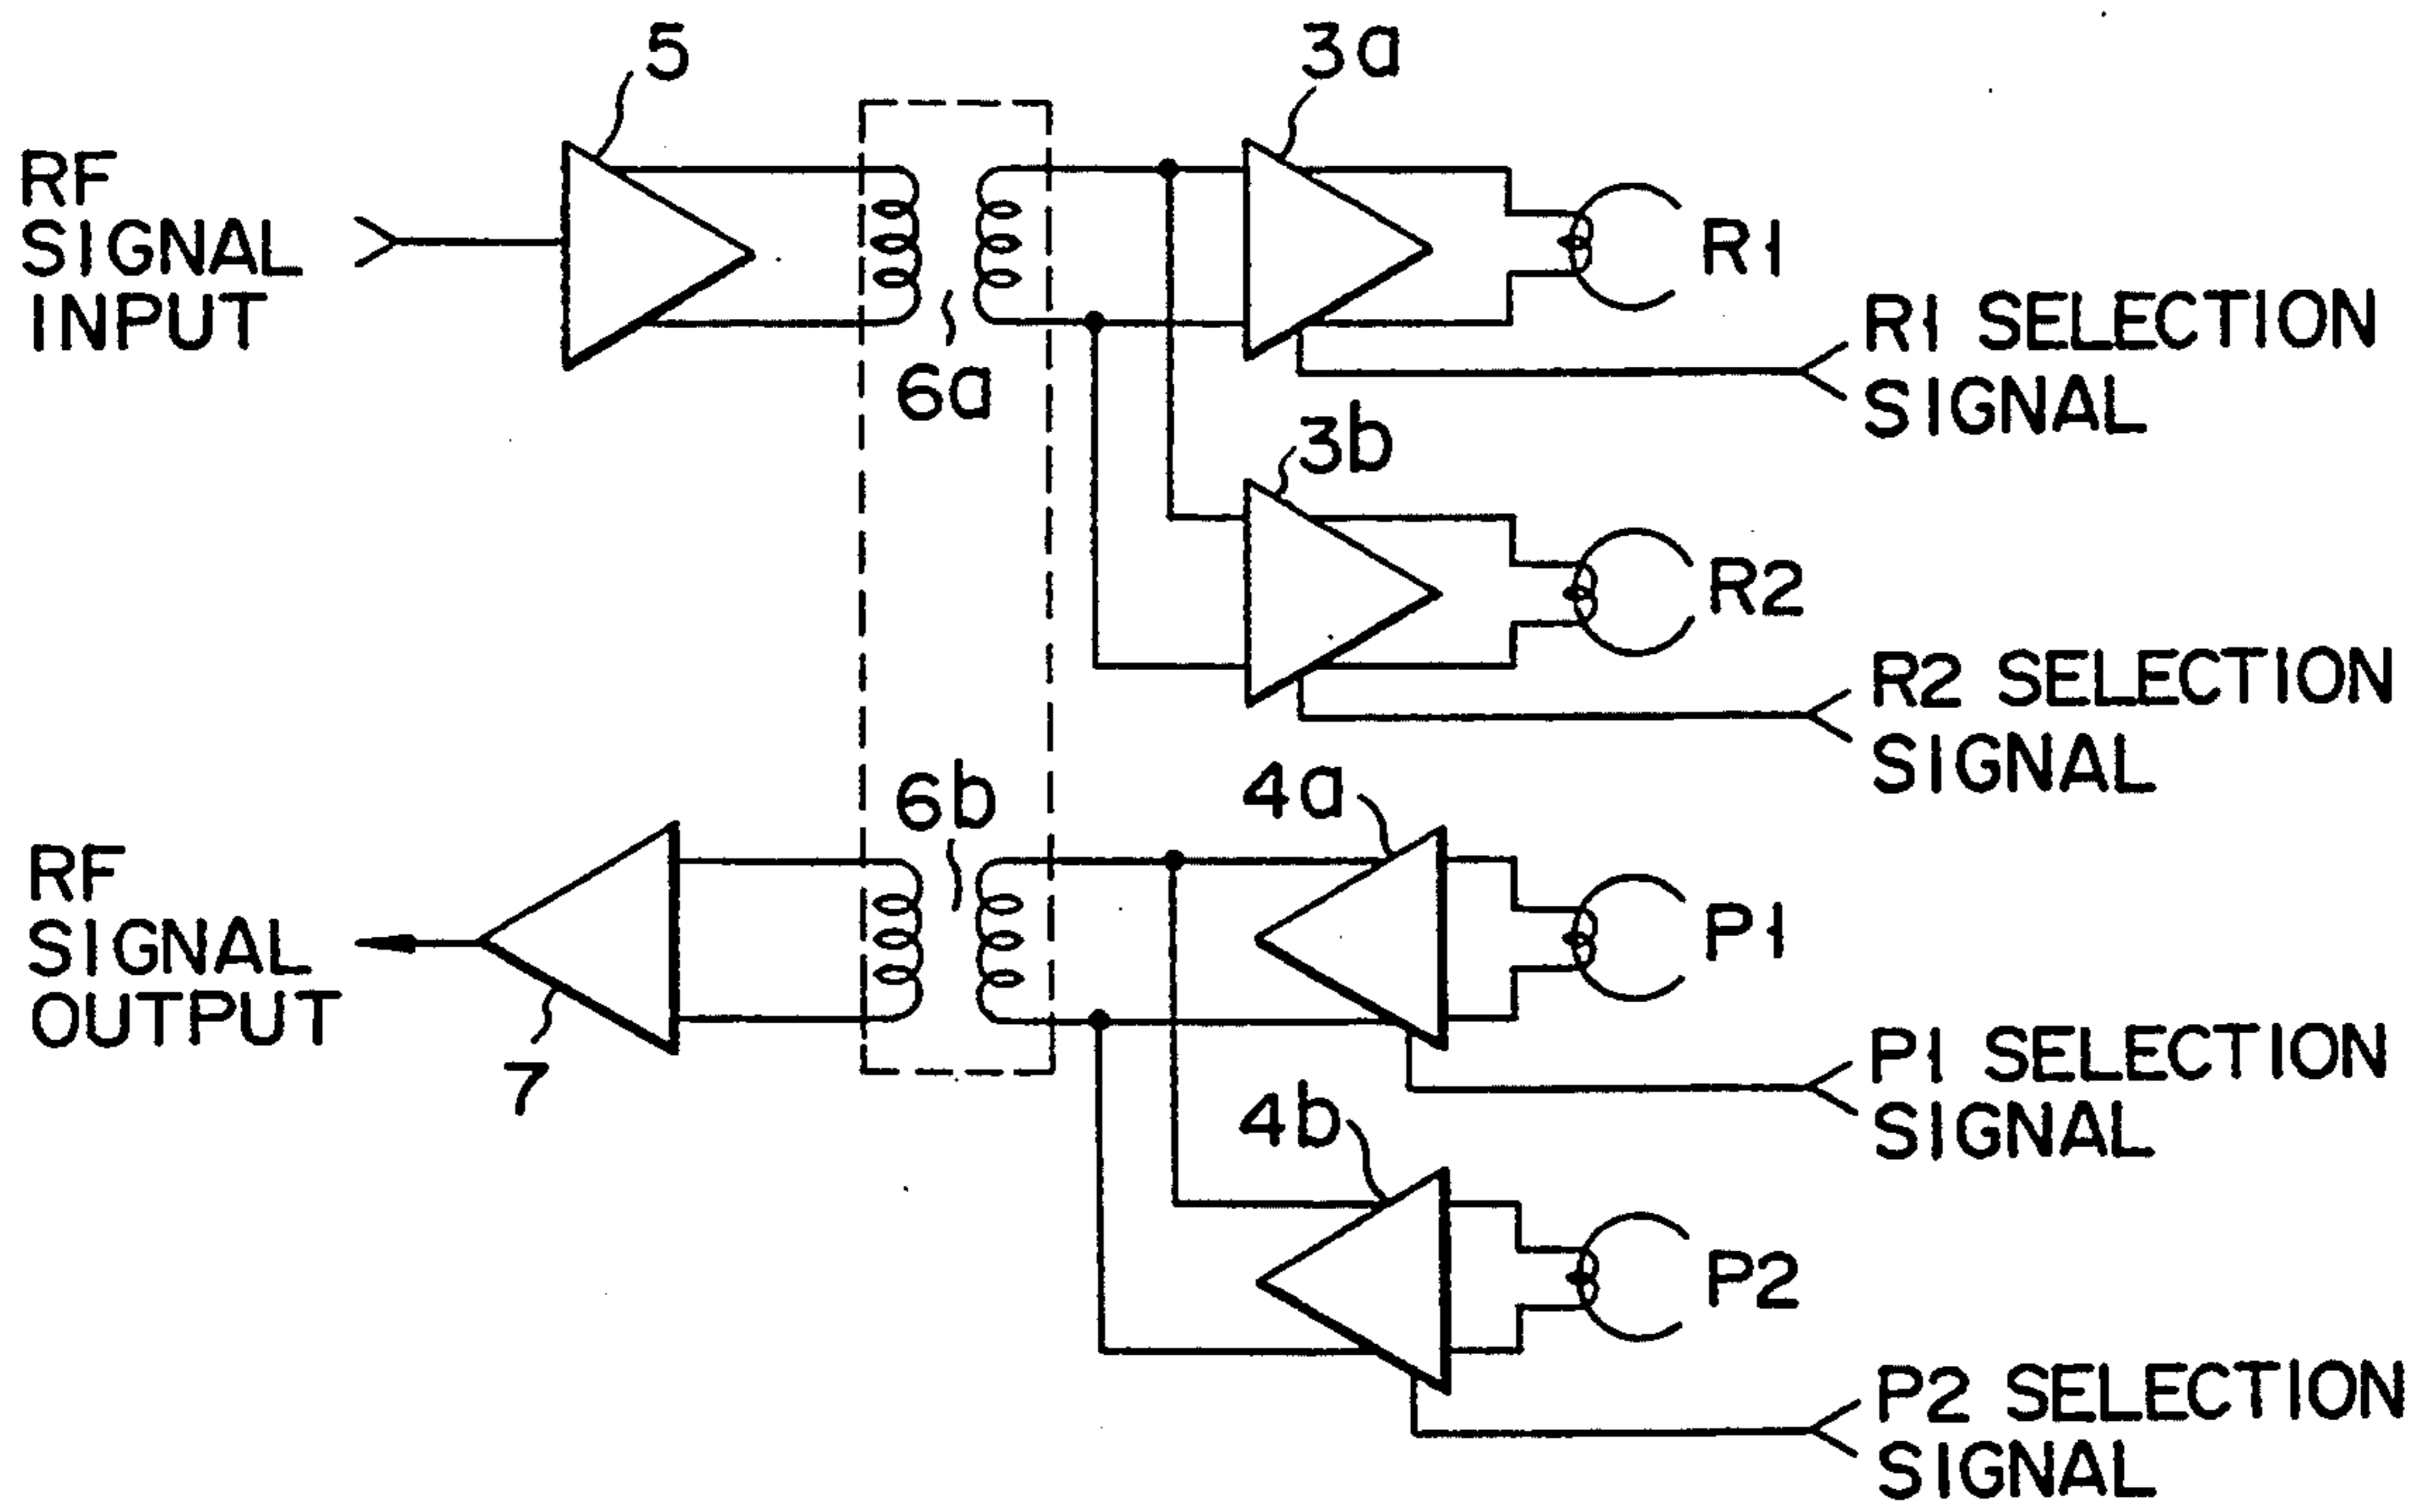 5
3a
RF
SIGNAL
INPUT
R1
R1 SELECTION
SIGNAL
6a
3b
R2
R2 SELECTION
SIGNAL
6b
4a
RF
SIGNAL
OUTPUT
P1
7
P1 SELECTION
SIGNAL
4b
P2
P2 SELECTION
SIGNAL